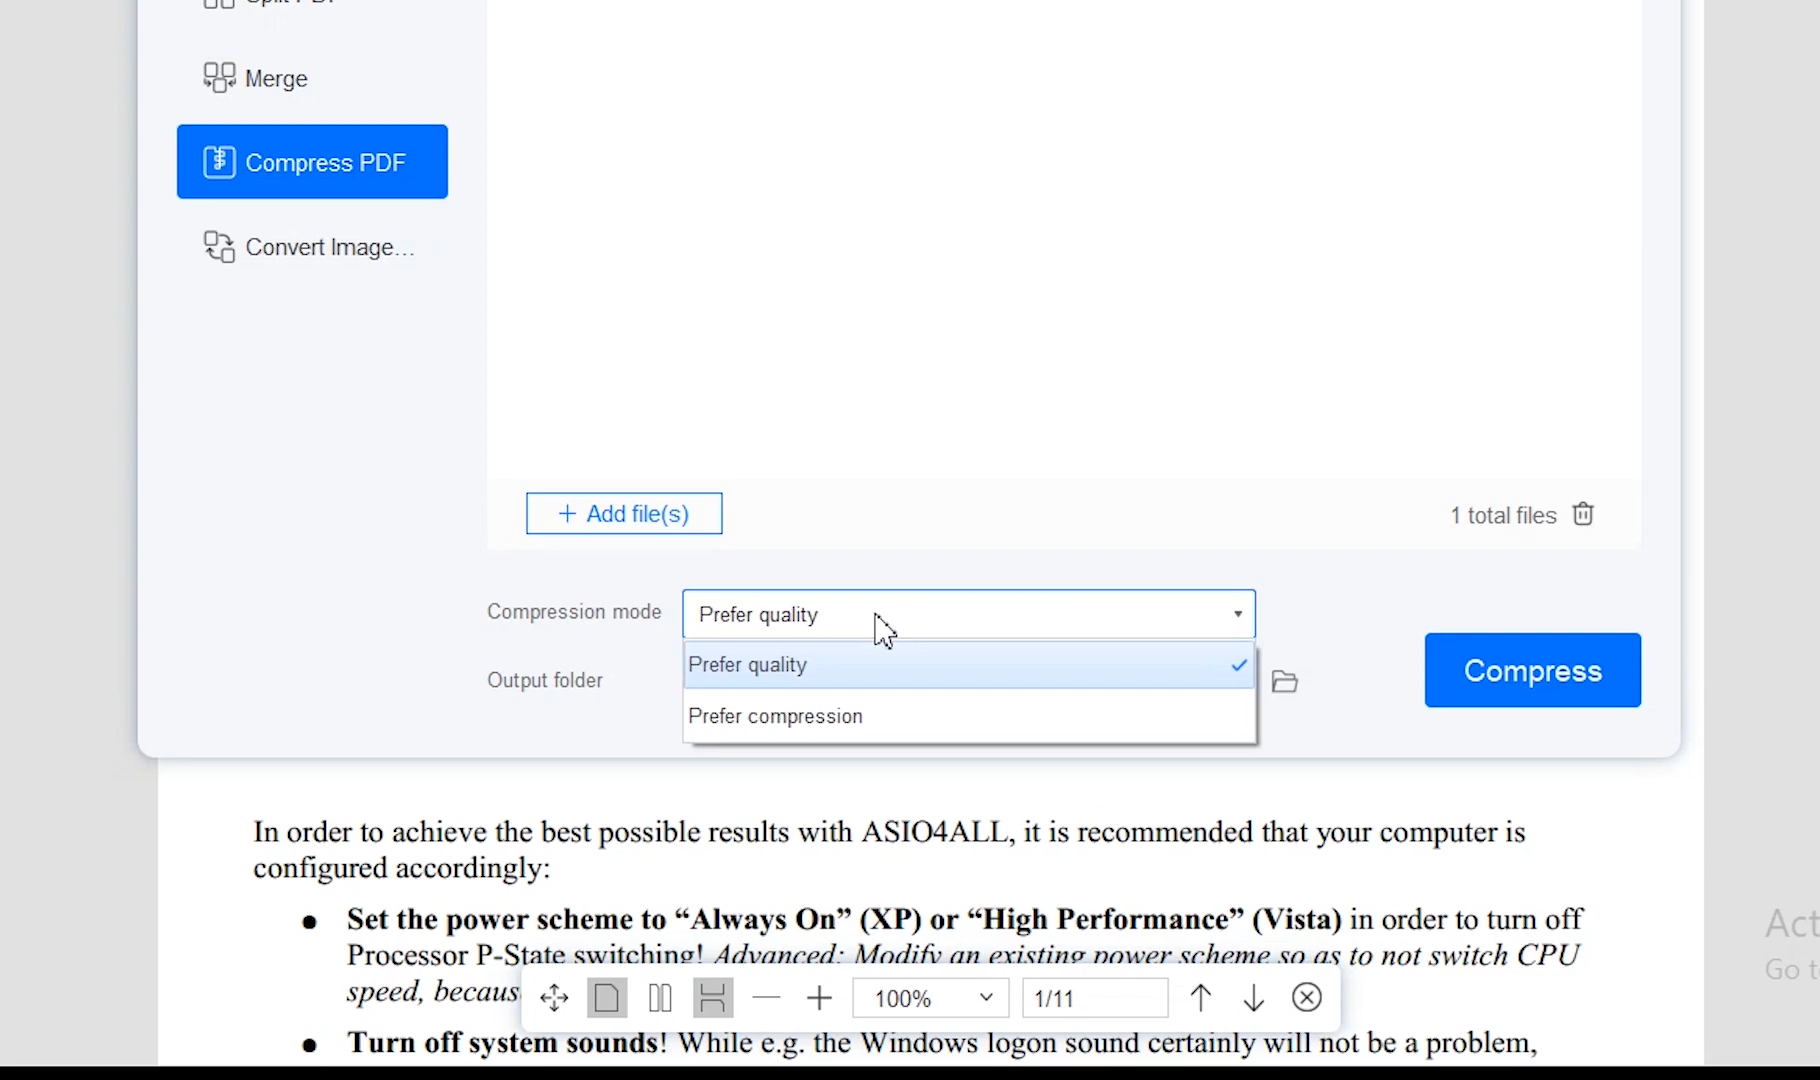 Split PDF
Merge
Compress PDF
Convert Image...
+ Add file(s)
1 total files
Compression mode
Prefer quality
Prefer quality
Output folder
Compress
Prefer compression
In order to achieve the best possible results with ASIO4ALL, it is recommended that your computer is
configured accordingly:
● Set the power scheme to “Always On” (XP) or “High Performance” (Vista) in order to turn off
Processor P-State switching! Advanced: Modify an existing power scheme so as to not switch CPU
speed, becaus
100%
1/11
● Turn off system sounds! While e.g. the Windows logon sound certainly will not be a problem,
Act
Go t